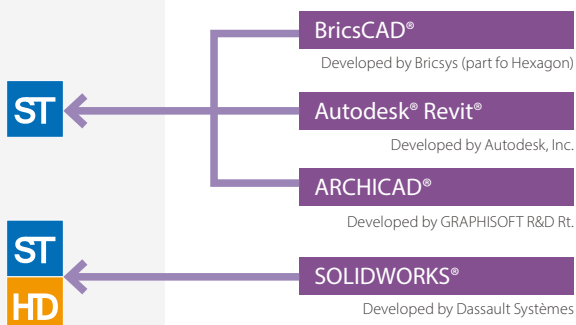 BricsCAD®
Developed by Bricsys (part fo Hexagon)
ST
Autodesk® Revit®
Developed by Autodesk, Inc.
ARCHICAD®
Developed by GRAPHISOFT R&D Rt.
ST
HD
SOLIDWORKS®
Developed by Dassault Systèmes